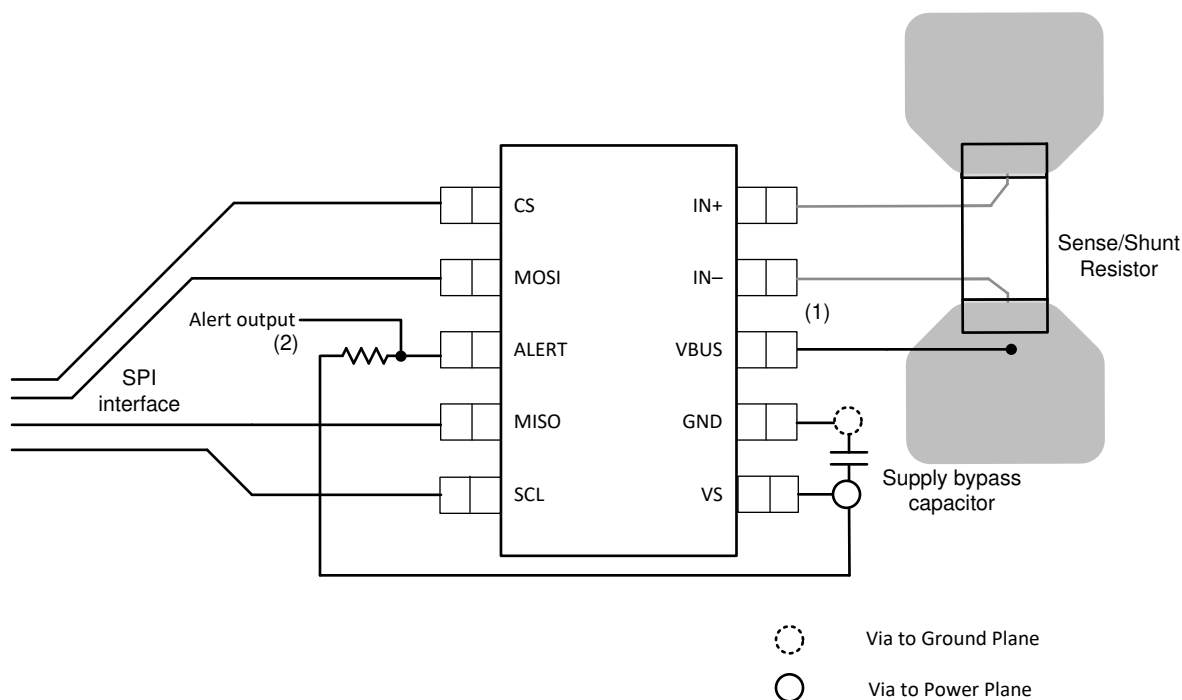 CS
IN+
MOSI
IN–
Sense/Shunt
Resistor
(1)
Alert output
(2)
ALERT
VBUS
SPI
interface
MISO
GND
Supply bypass
capacitor
SCL
VS
Via to Ground Plane
Via to Power Plane